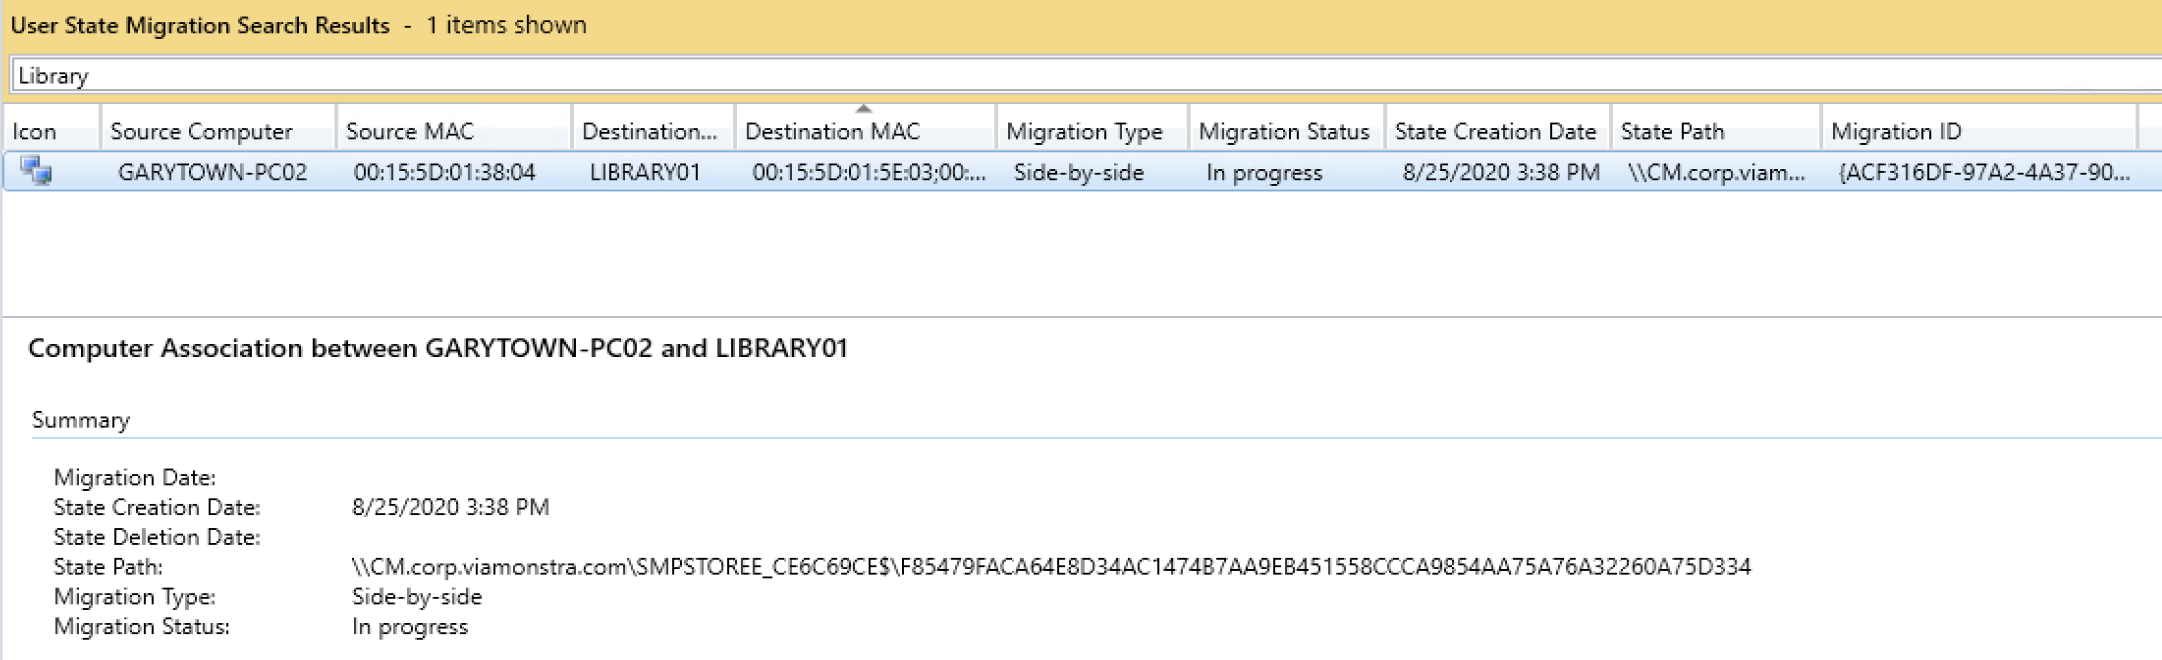 User State Migration Search Results - 1 items shown
Library
Icon Source Computer Source MAC Destination... Destination MAC Migration Type Migration Status State Creation Date State Path Migration ID
GARYTOWN-PC02 00:15:5D:01:38:04 LIBRARY01 00:15:5D:01:5E:03;00:... Side-by-side In progress 8/25/2020 3:38 PM \\CM.corp.viam... {ACF316DF-97A2-4A37-90...
Computer Association between GARYTOWN-PC02 and LIBRARY01
Summary
Migration Date:
State Creation Date: 8/25/2020 3:38 PM
State Deletion Date:
State Path: \\CM.corp.viamonstra.com\SMPSTOREE_CE6C69CE$\F85479FACA64E8D34AC1474B7AA9EB451558CCCA9854AA75A76A32260A75D334
Migration Type: Side-by-side
Migration Status: In progress